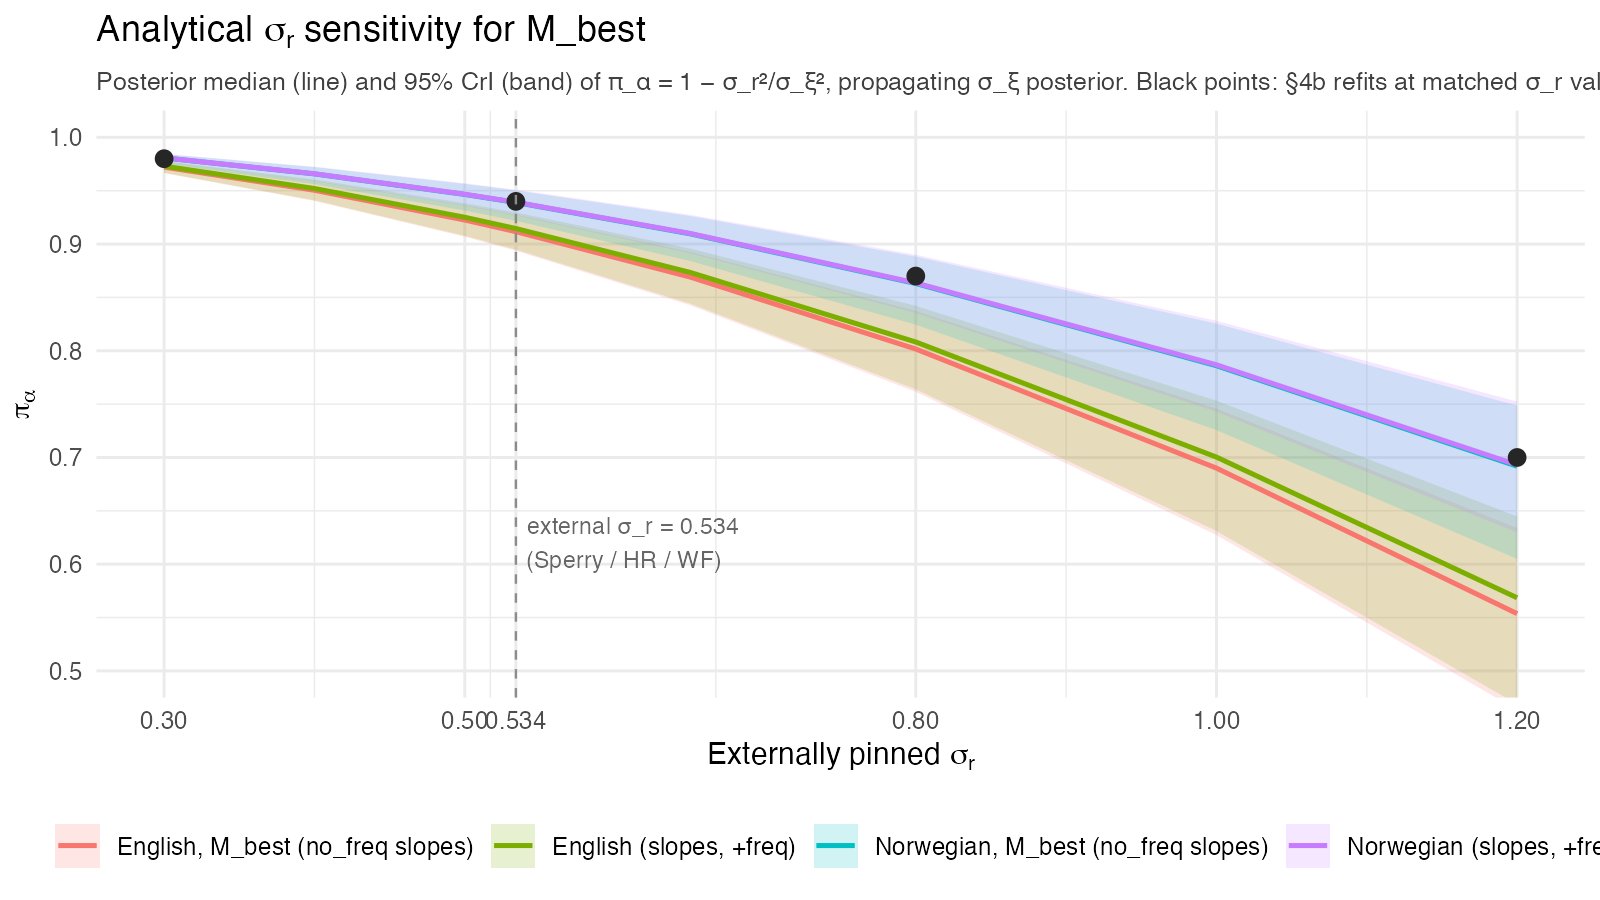 Analytical σr sensitivity for M_best
Posterior median (line) and 95% CrI (band) of π_α = 1 − σ_r²/σ_ξ², propagating σ_ξ posterior. Black points: §4b refits at matched σ_r val
1.0
0.9
0.8
0.7
0.6
0.5
πα
external σ_r = 0.534
(Sperry / HR / WF)
0.30 0.50 0.534 0.80 1.00 1.20
Externally pinned σr
English, M_best (no_freq slopes) English (slopes, +freq) Norwegian, M_best (no_freq slopes) Norwegian (slopes, +fre